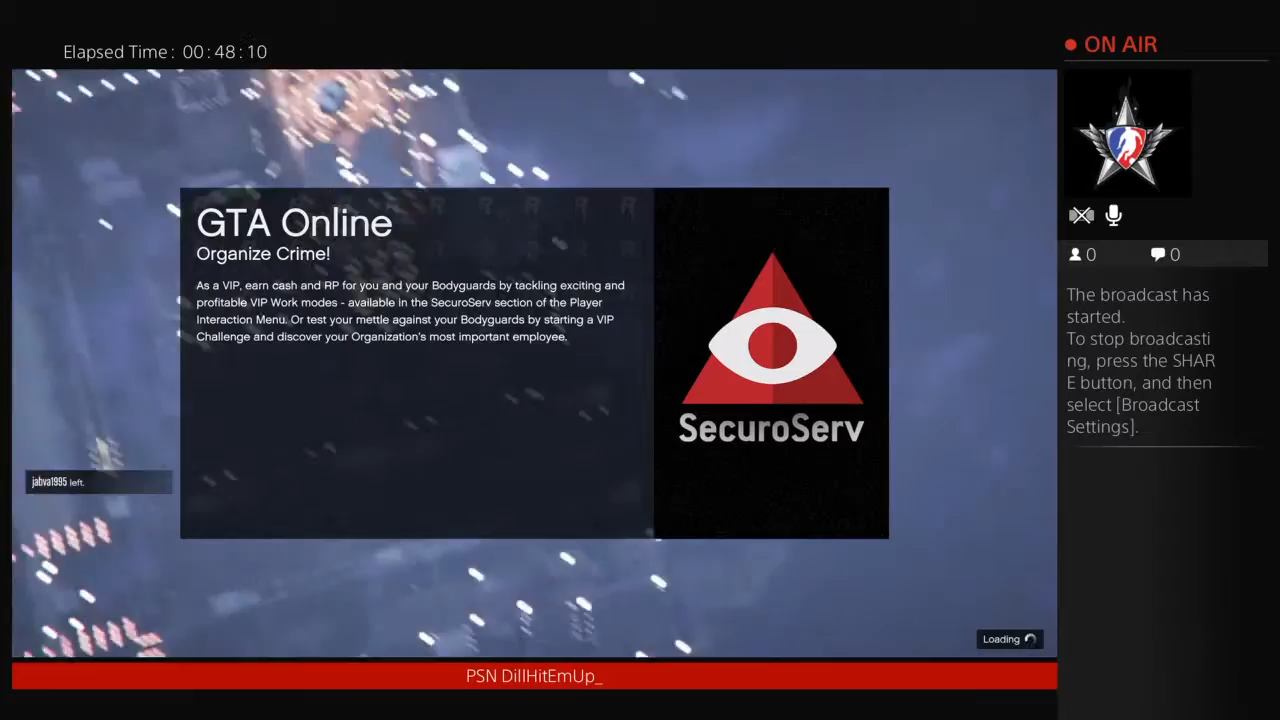 Elapsed Time: 00:48:10
ON AIR
GTA Online
Organize Crime!
As a VIP, earn cash and RP for you and your Bodyguards by tackling exciting and
profitable VIP Work modes - available in the SecuroServ section of the Player
Interaction Menu. Or test your mettle against your Bodyguards by starting a VIP
Challenge and discover your Organization's most important employee.
SecuroServ
jabva1995 left.
Loading
PSN DillHitEmUp_
0
0
The broadcast has
started.
To stop broadcasti
ng, press the SHAR
E button, and then
select [Broadcast
Settings].